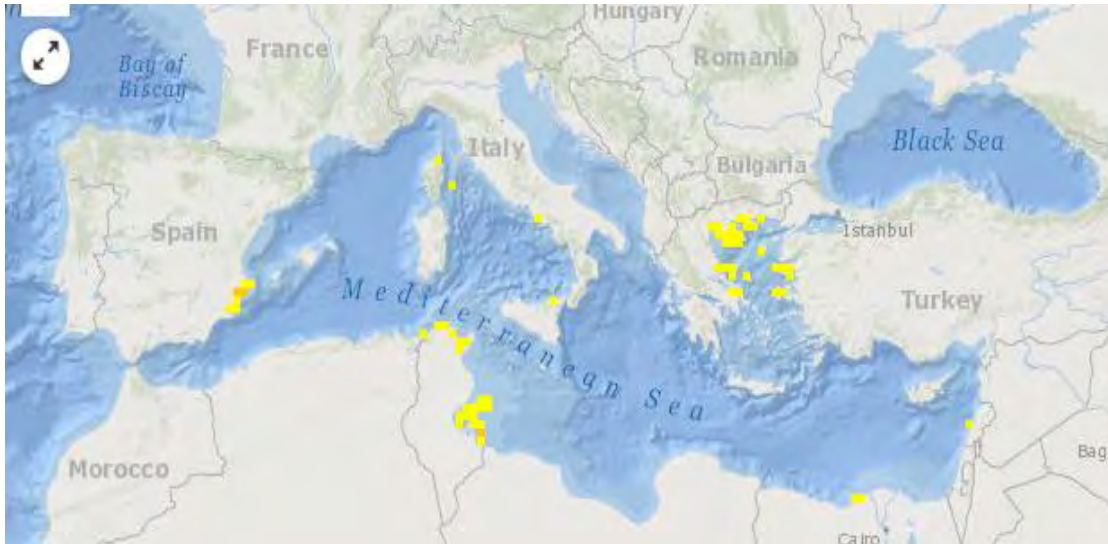 Hungary
France
Romania
Bay of
Biscay
Italy
Black Sea
Bulgaria
Spain
Istanbul
Mediterranean Sea
Turkey
Morocco
Bag
Cairo